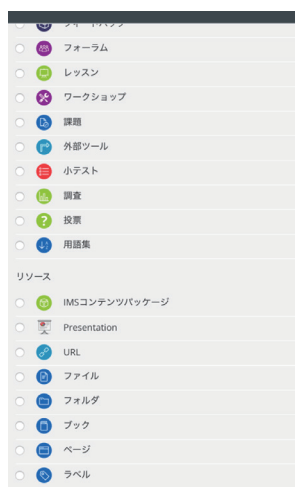 フォーラム
レッスン
ワークショップ
課題
外部ツール
小テスト
調査
投票
用語集
リソース
IMSコンテンツパッケージ
Presentation
URL
ファイル
フォルダ
ブック
ページ
ラベル